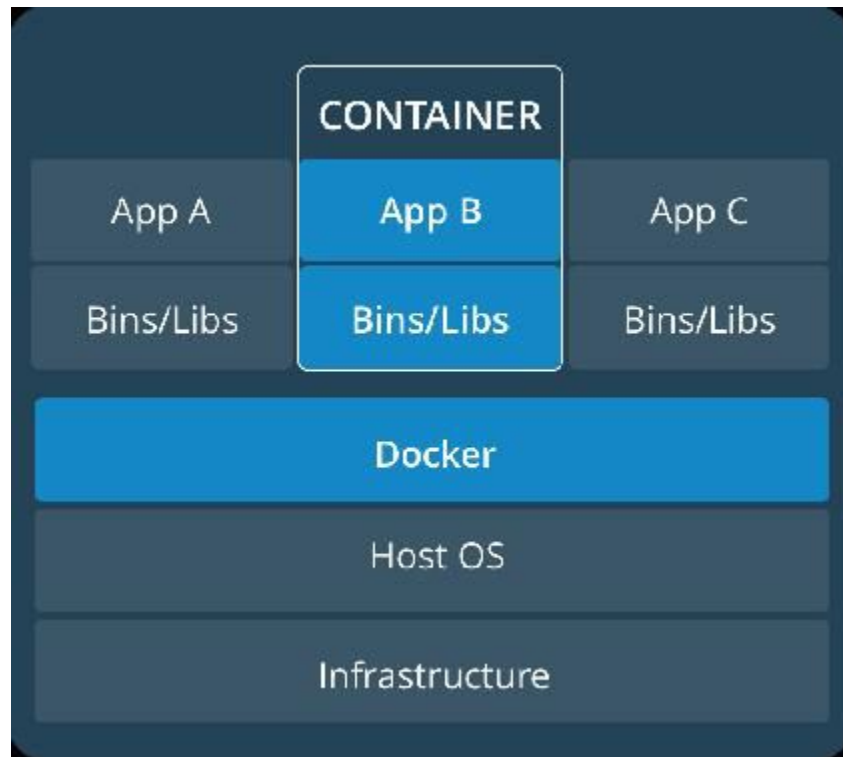 CONTAINER
App A App B App C
Bins/Libs Bins/Libs Bins/Libs
Docker
Host OS
Infrastructure